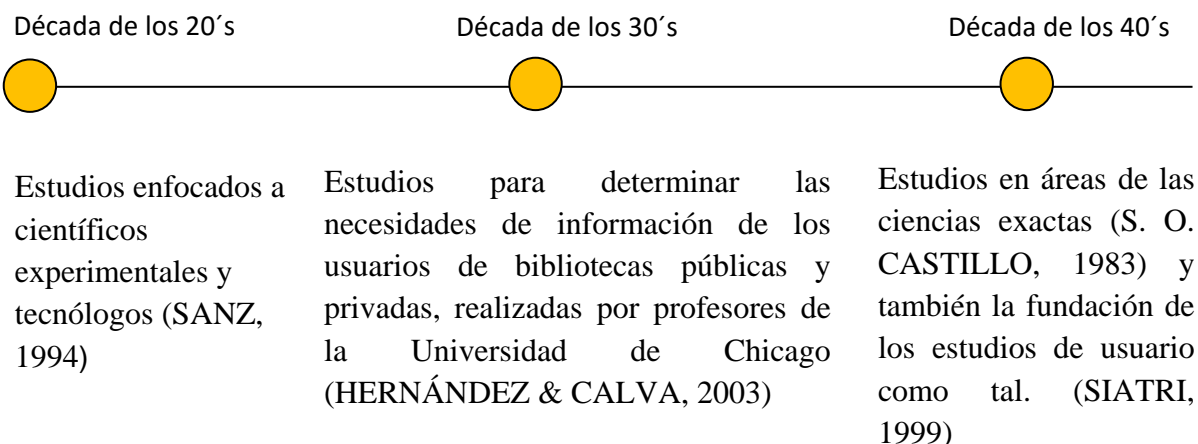 Década de los 20´s
Década de los 30´s
Década de los 40´s
Estudios enfocados a
científicos
experimentales y
tecnólogos (SANZ,
1994)
Estudios para determinar las
necesidades de información de los
usuarios de bibliotecas públicas y
privadas, realizadas por profesores de
la Universidad de Chicago
(HERNÁNDEZ & CALVA, 2003)
Estudios en áreas de las
ciencias exactas (S. O.
CASTILLO, 1983) y
también la fundación de
los estudios de usuario
como tal. (SIATRI,
1999)